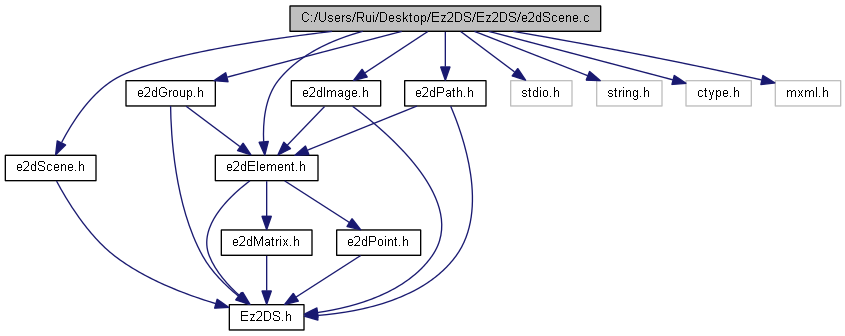 C:/Users/Rui/Desktop/Ez2DS/Ez2DS/e2dScene.c
e2dGroup.h
e2dImage.h
e2dPath.h
stdio.h
string.h
ctype.h
mxml.h
e2dScene.h
e2dElement.h
e2dMatrix.h
e2dPoint.h
Ez2DS.h